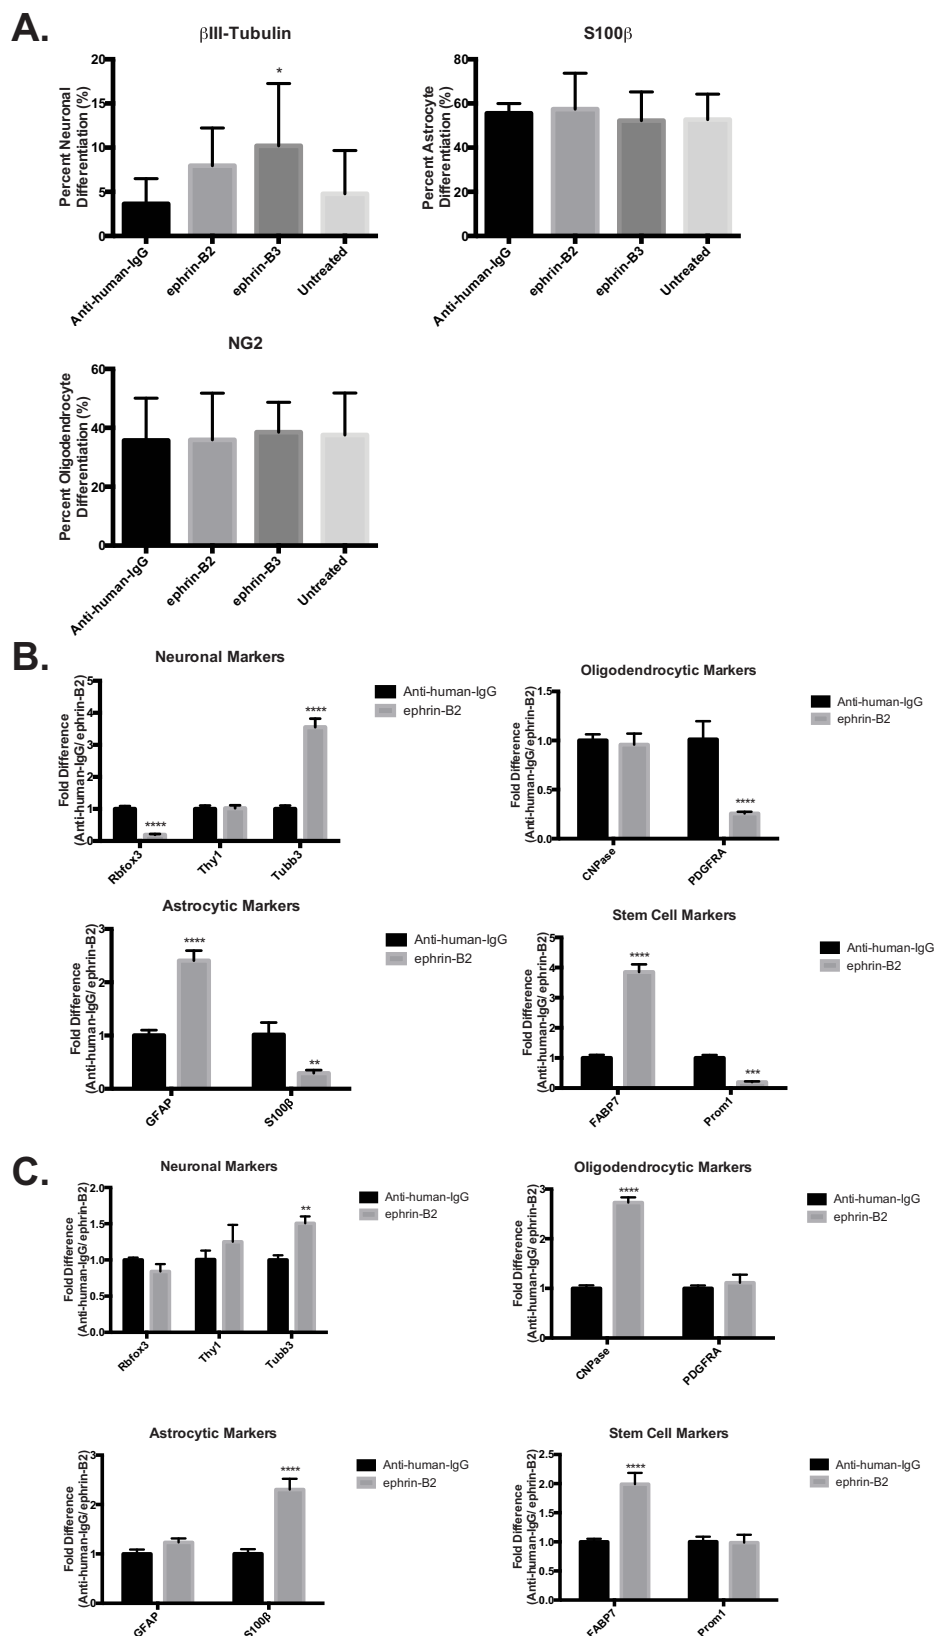 A.
βIII-Tubulin
Percent Neuronal
Differentiation (%)
20
15
10
5
0
*
Anti-human-IgG
ephrin-B2
ephrin-B3
Untreated
S100β
Percent Astrocyte
Differentiation (%)
80
60
40
20
0
Anti-human-IgG
ephrin-B2
ephrin-B3
Untreated
NG2
Percent Oligodendrocyte
Differentiation (%)
60
40
20
0
Anti-human-IgG
ephrin-B2
ephrin-B3
Untreated
B.
Neuronal Markers
Fold Difference
(Anti-human-IgG/ ephrin-B2)
5
4
3
2
1
0
****
****
Rbfox3
Thy1
Tubb3
Anti-human-IgG
ephrin-B2
Oligodendrocytic Markers
Fold Difference
(Anti-human-IgG/ ephrin-B2)
1.5
1.0
0.5
0.0
****
CNPase
PDGFRA
Anti-human-IgG
ephrin-B2
Astrocytic Markers
Fold Difference
(Anti-human-IgG/ ephrin-B2)
3
2
1
0
****
**
GFAP
S100β
Anti-human-IgG
ephrin-B2
Stem Cell Markers
Fold Difference
(Anti-human-IgG/ ephrin-B2)
5
4
3
2
1
0
****
***
FABP7
Prom1
Anti-human-IgG
ephrin-B2
C.
Neuronal Markers
Fold Difference
(Anti-human-IgG/ ephrin-B2)
2.0
1.5
1.0
0.5
0.0
**
Rbfox3
Thy1
Tubb3
Anti-human-IgG
ephrin-B2
Oligodendrocytic Markers
Fold Difference
(Anti-human-IgG/ ephrin-B2)
3
2
1
0
****
CNPase
PDGFRA
Anti-human-IgG
ephrin-B2
Astrocytic Markers
Fold Difference
(Anti-human-IgG/ ephrin-B2)
3
2
1
0
****
GFAP
S100β
Anti-human-IgG
ephrin-B2
Stem Cell Markers
Fold Difference
(Anti-human-IgG/ ephrin-B2)
2.5
2.0
1.5
1.0
0.5
0.0
****
FABP7
Prom1
Anti-human-IgG
ephrin-B2